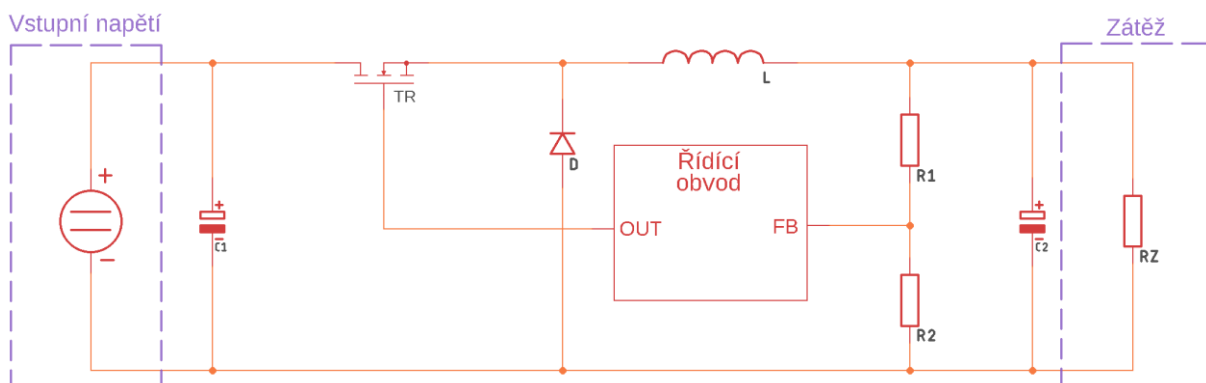 Vstupní napětí
Zátěž
+
−
+
C1
TR
D
L
Řídící
obvod
OUT
FB
R1
R2
+
C2
RZ